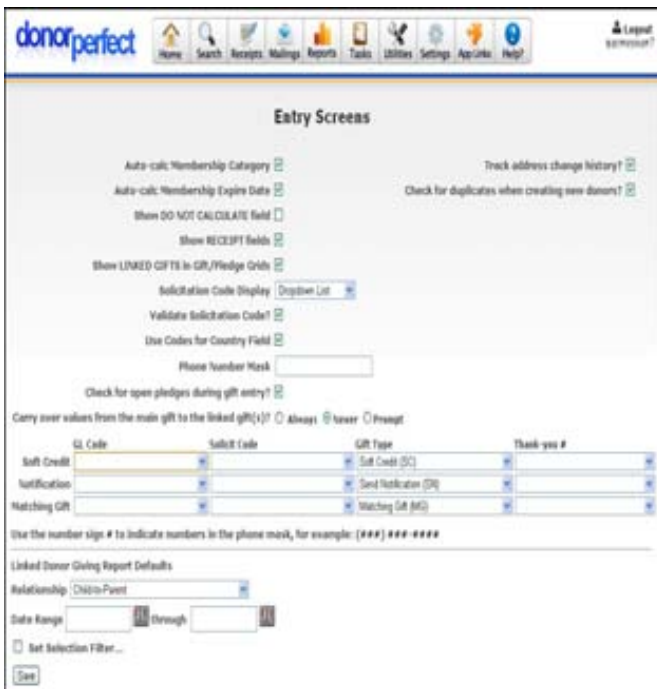 donorperfect
Home Search Receipts Mailings Reports Tasks Utilities Settings App Links Help?
Logout
Entry Screens
Auto-calc Membership Category
Track address change history?
Auto-calc Membership Expire Date
Check for duplicates when creating new donors?
Show DO NOT CALCULATE field
Show RECEIPT fields
Show LINKED GIFTS in Gift/Pledge Grids
Solicitation Code Display Dropdown List
Validate Solicitation Code?
Use Codes for Country Field
Phone Number Mask
Check for open pledges during gift entry?
Carry over values from the main gift to the linked gift(s)? Always Never Prompt
GL Code Solicit Code Gift Type Thank-you #
Soft Credit Soft Credit (SC)
Notification Send Notification (SN)
Matching Gift Matching Gift (MG)
Use the number sign # to indicate numbers in the phone mask, for example: (###) ###-####
Linked Donor Giving Report Defaults
Relationship
Date Range through
Set Selection Filter...
Save